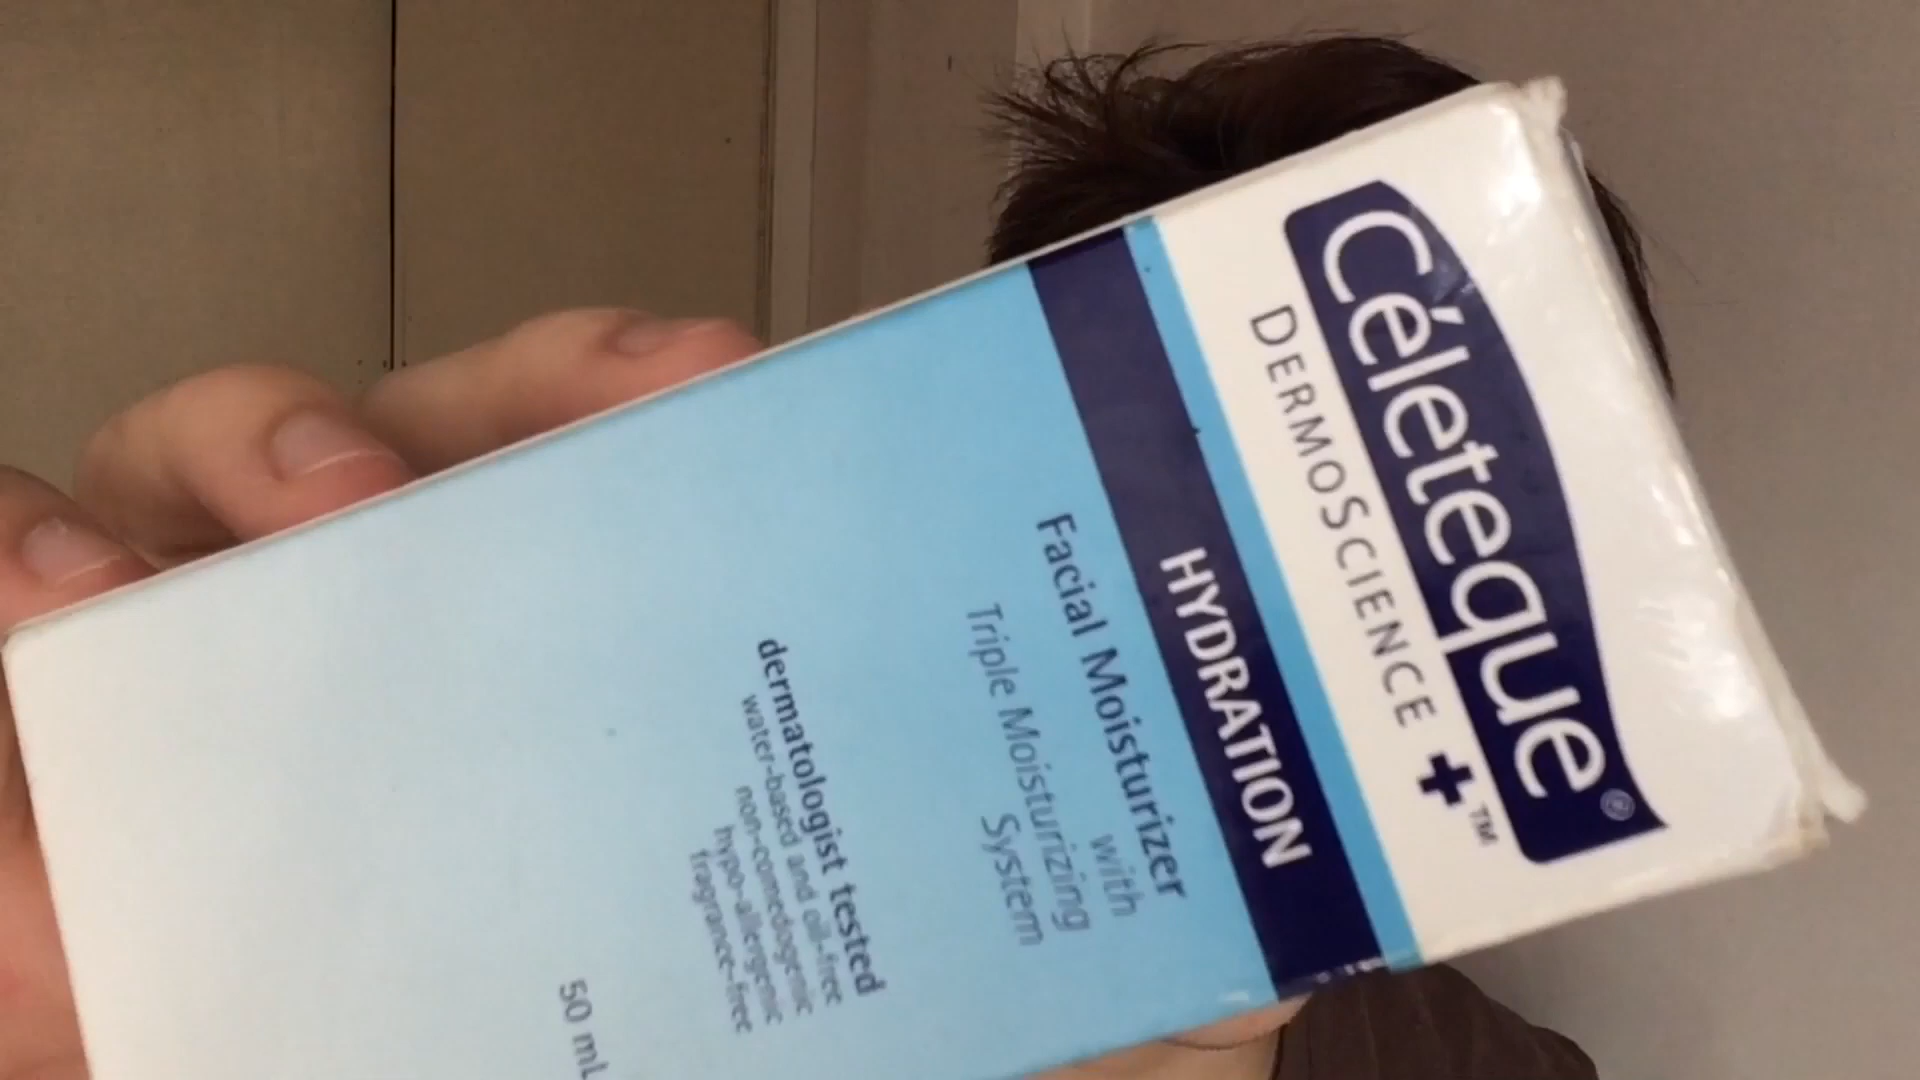 Céleteque®
DERMOSCIENCE +™
HYDRATION
Facial Moisturizer
with
Triple Moisturizing
System
dermatologist tested
water-based and oil-free
non-comedogenic
hypo-allergenic
fragrance-free
50 mL